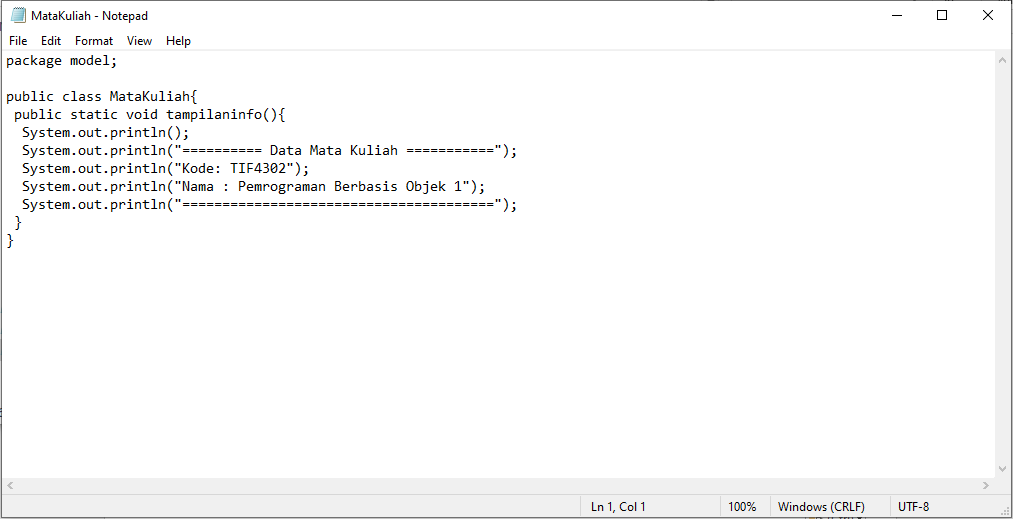 MataKuliah - Notepad
File Edit Format View Help
package model;
public class MataKuliah{
 public static void tampilaninfo(){
  System.out.println();
  System.out.println("========== Data Mata Kuliah ===========");
  System.out.println("Kode: TIF4302");
  System.out.println("Nama : Pemrograman Berbasis Objek 1");
  System.out.println("=======================================");
 }
}
Ln 1, Col 1 100% Windows (CRLF) UTF-8